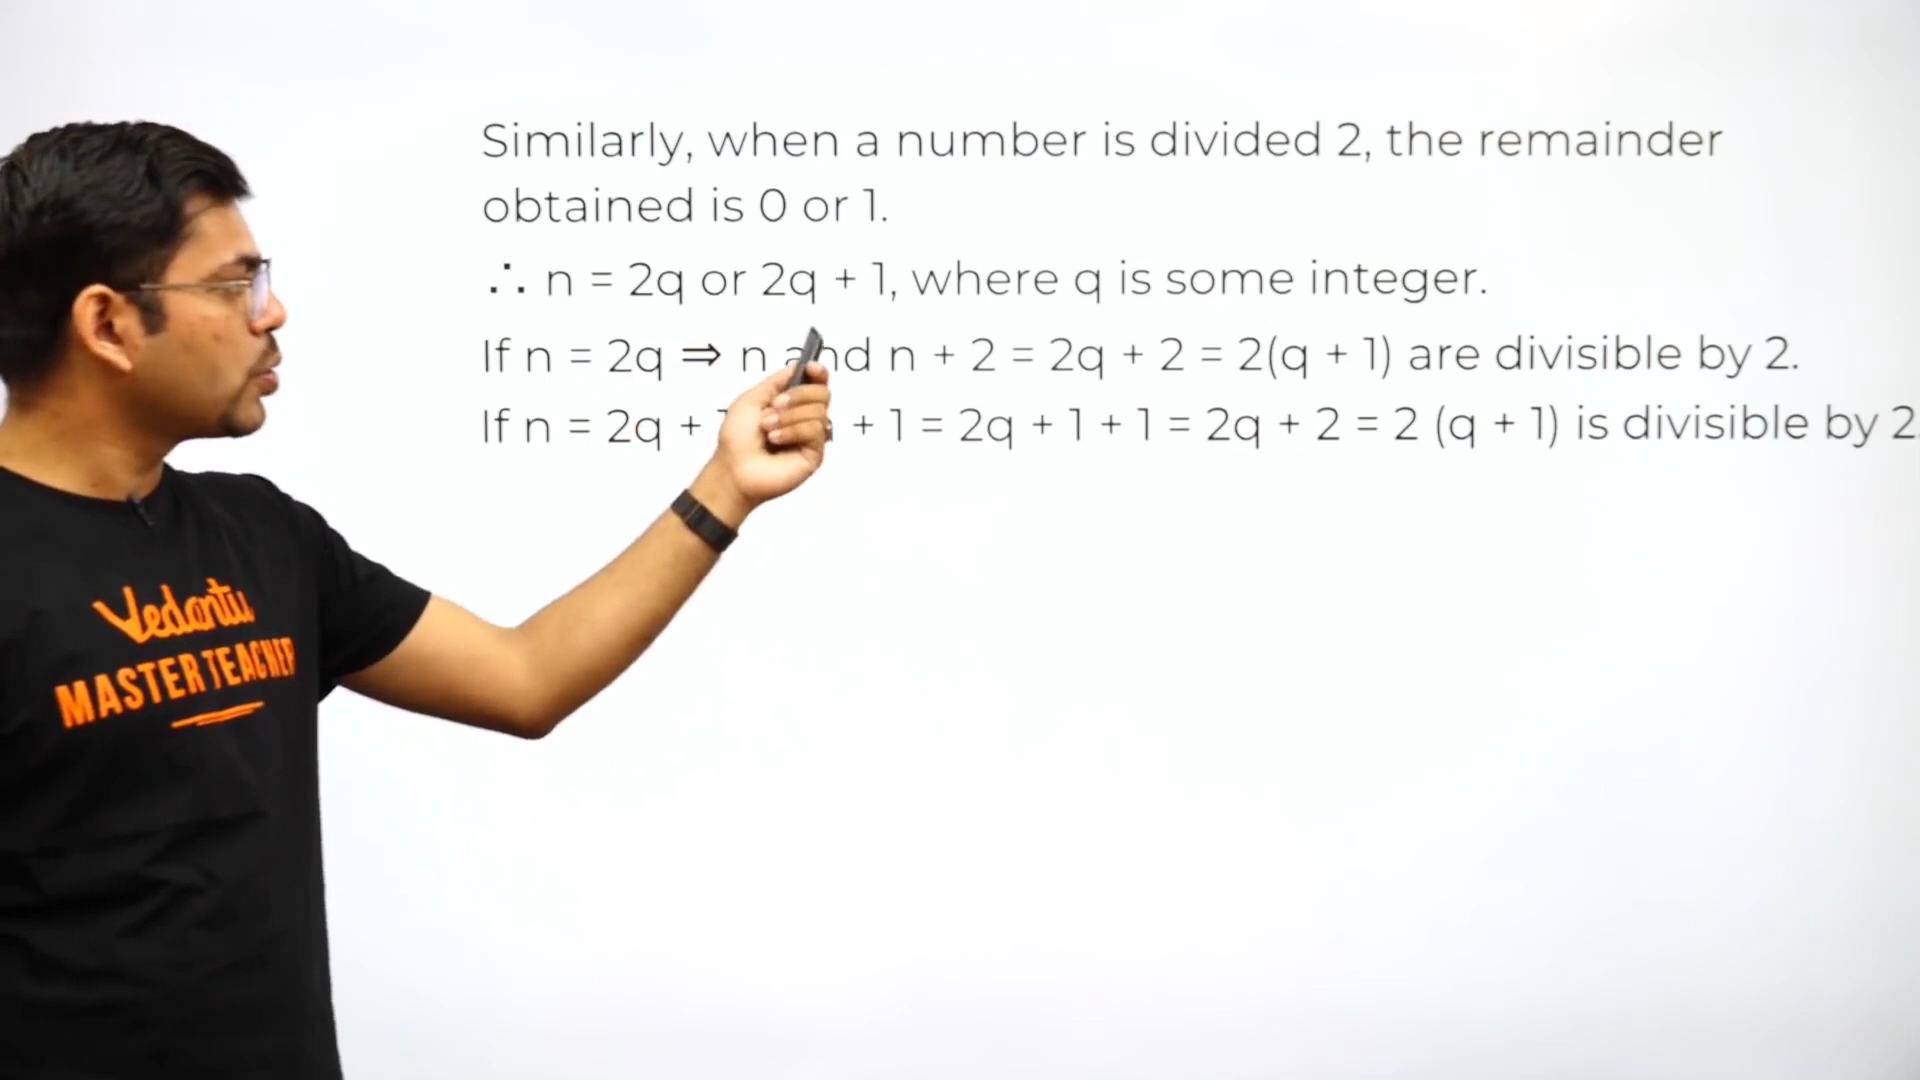 Similarly, when a number is divided 2, the remainder
obtained is 0 or 1.
∴ n = 2q or 2q + 1, where q is some integer.
If n = 2q ⇒ n and n + 2 = 2q + 2 = 2(q + 1) are divisible by 2.
If n = 2q + + 1 = 2q + 1 + 1 = 2q + 2 = 2 (q + 1) is divisible by 2
Vedantu
MASTER TEACHER